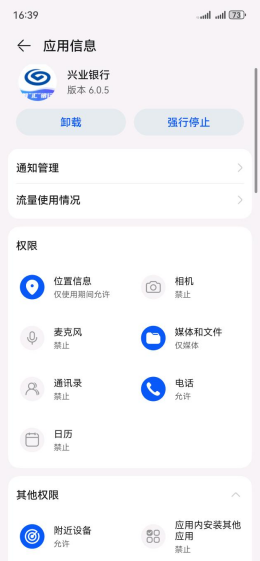 16:39
73
应用信息
兴业银行
版本 6.0.5
卸载
强行停止
通知管理
流量使用情况
权限
位置信息
仅使用期间允许
相机
禁止
麦克风
禁止
媒体和文件
仅媒体
通讯录
禁止
电话
允许
日历
禁止
其他权限
附近设备
允许
应用内安装其他
应用
禁止